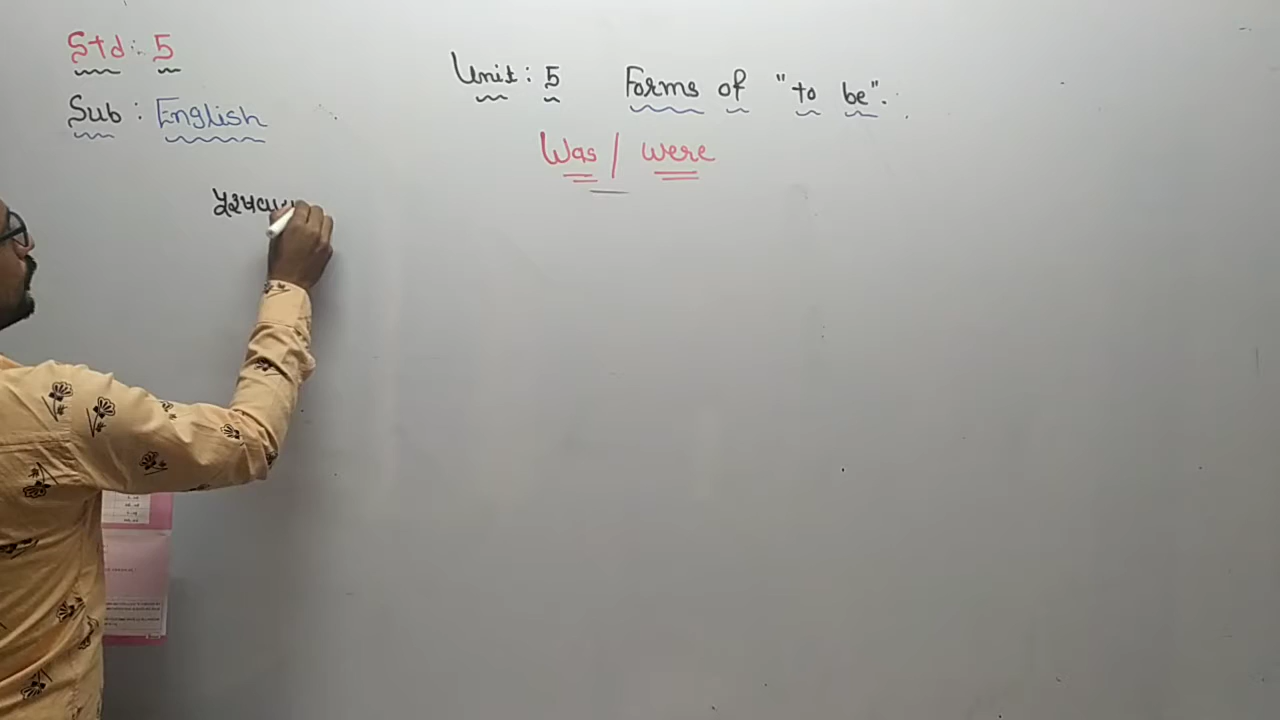 Std : 5
Sub : English
Unit : 5 Forms of "to be".
Was / were